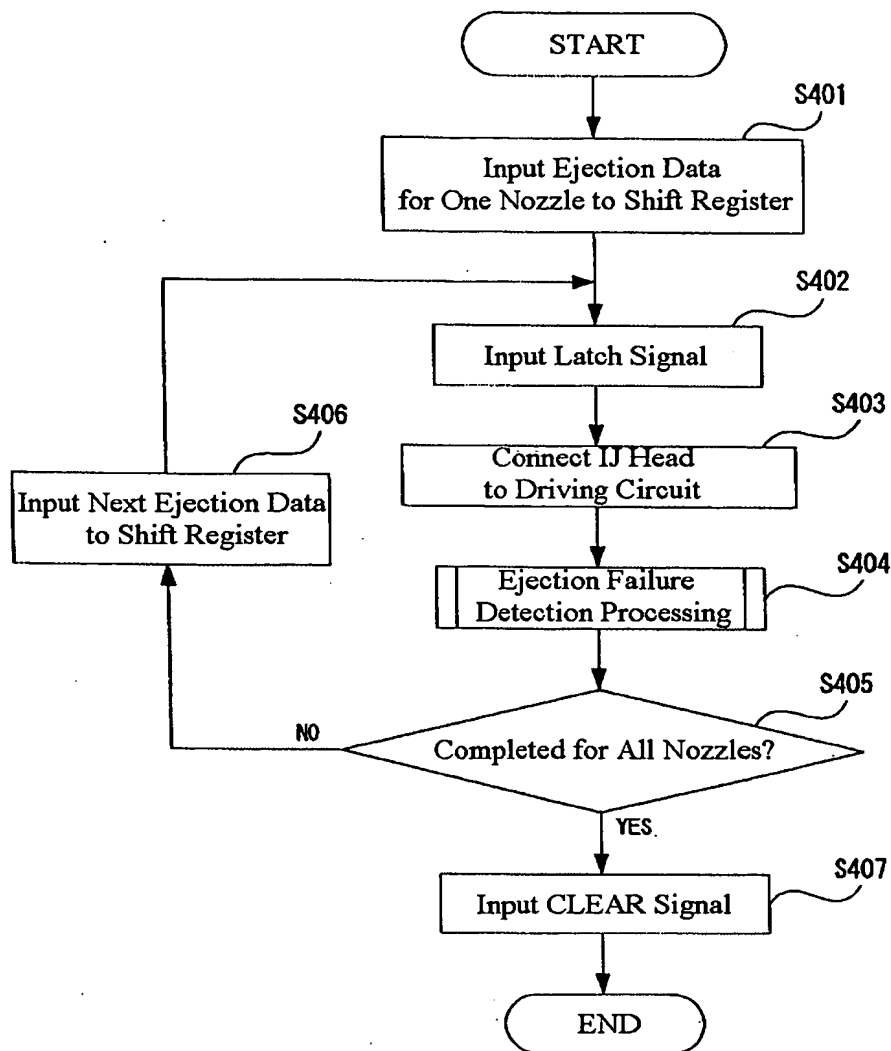 START
S401
Input Ejection Data
for One Nozzle to Shift Register
S402
Input Latch Signal
S403
Connect IJ Head
to Driving Circuit
S406
Input Next Ejection Data
to Shift Register
S404
Ejection Failure
Detection Processing
S405
Completed for All Nozzles?
NO
YES
S407
Input CLEAR Signal
END